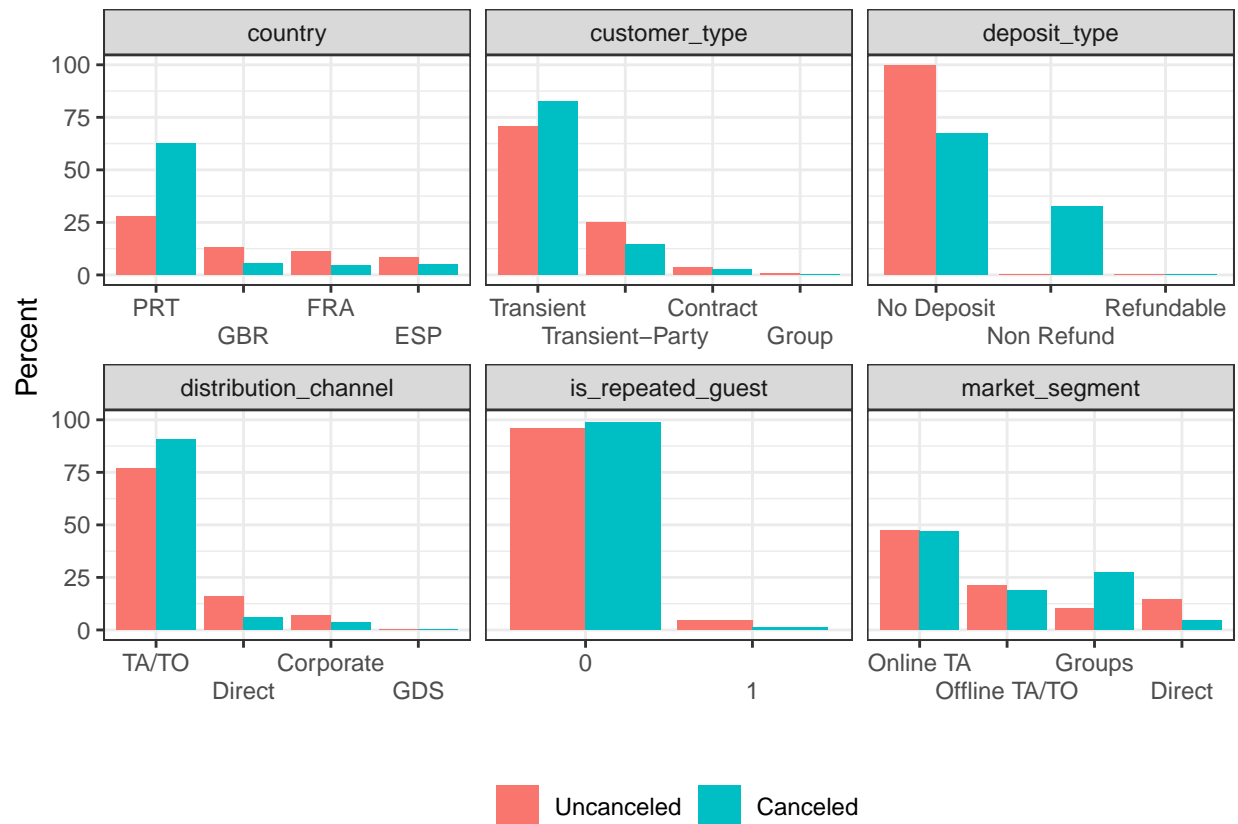 country customer_type deposit_type
Percent
100
75
50
25
0
PRT FRA Transient Contract No Deposit Refundable
GBR ESP Transient−Party Group Non Refund
distribution_channel is_repeated_guest market_segment
100
75
50
25
0
TA/TO Corporate 0 Online TA Groups
Direct GDS 1 Offline TA/TO Direct
Uncanceled Canceled